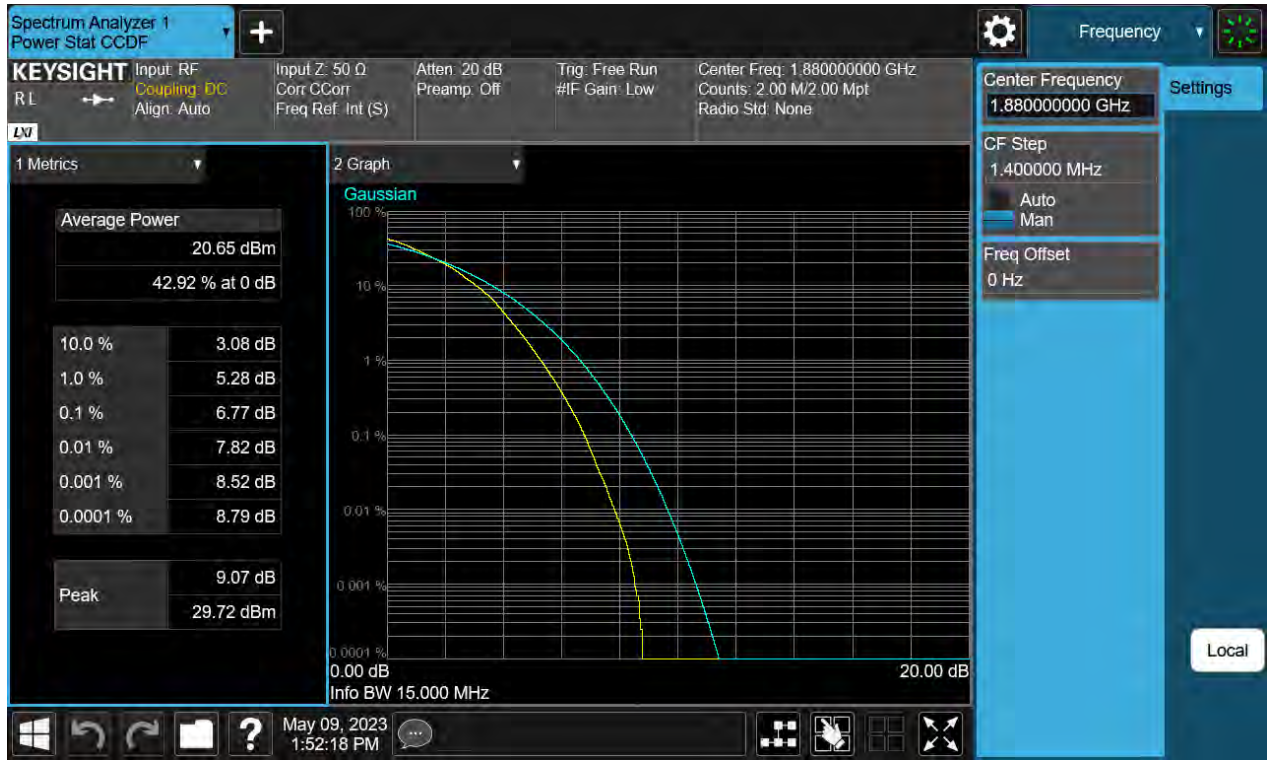 Spectrum Analyzer 1
Power Stat CCDF
+
Frequency
KEYSIGHT
RL
LXI
Input: RF
Coupling: DC
Align: Auto
Input Z: 50 Ω
Corr CCorr
Freq Ref: Int (S)
Atten: 20 dB
Preamp: Off
Trig: Free Run
#IF Gain: Low
Center Freq: 1.880000000 GHz
Counts: 2.00 M/2.00 Mpt
Radio Std: None
Center Frequency
1.880000000 GHz
Settings
CF Step
1.400000 MHz
Auto
Man
Freq Offset
0 Hz
Local
1 Metrics
Average Power
20.65 dBm
42.92 % at 0 dB
10.0 % 3.08 dB
1.0 % 5.28 dB
0.1 % 6.77 dB
0.01 % 7.82 dB
0.001 % 8.52 dB
0.0001 % 8.79 dB
Peak
9.07 dB
29.72 dBm
2 Graph
Gaussian
100 %
10 %
1 %
0.1 %
0.01 %
0.001 %
0.0001 %
0.00 dB 20.00 dB
Info BW 15.000 MHz
?
May 09, 2023
1:52:18 PM